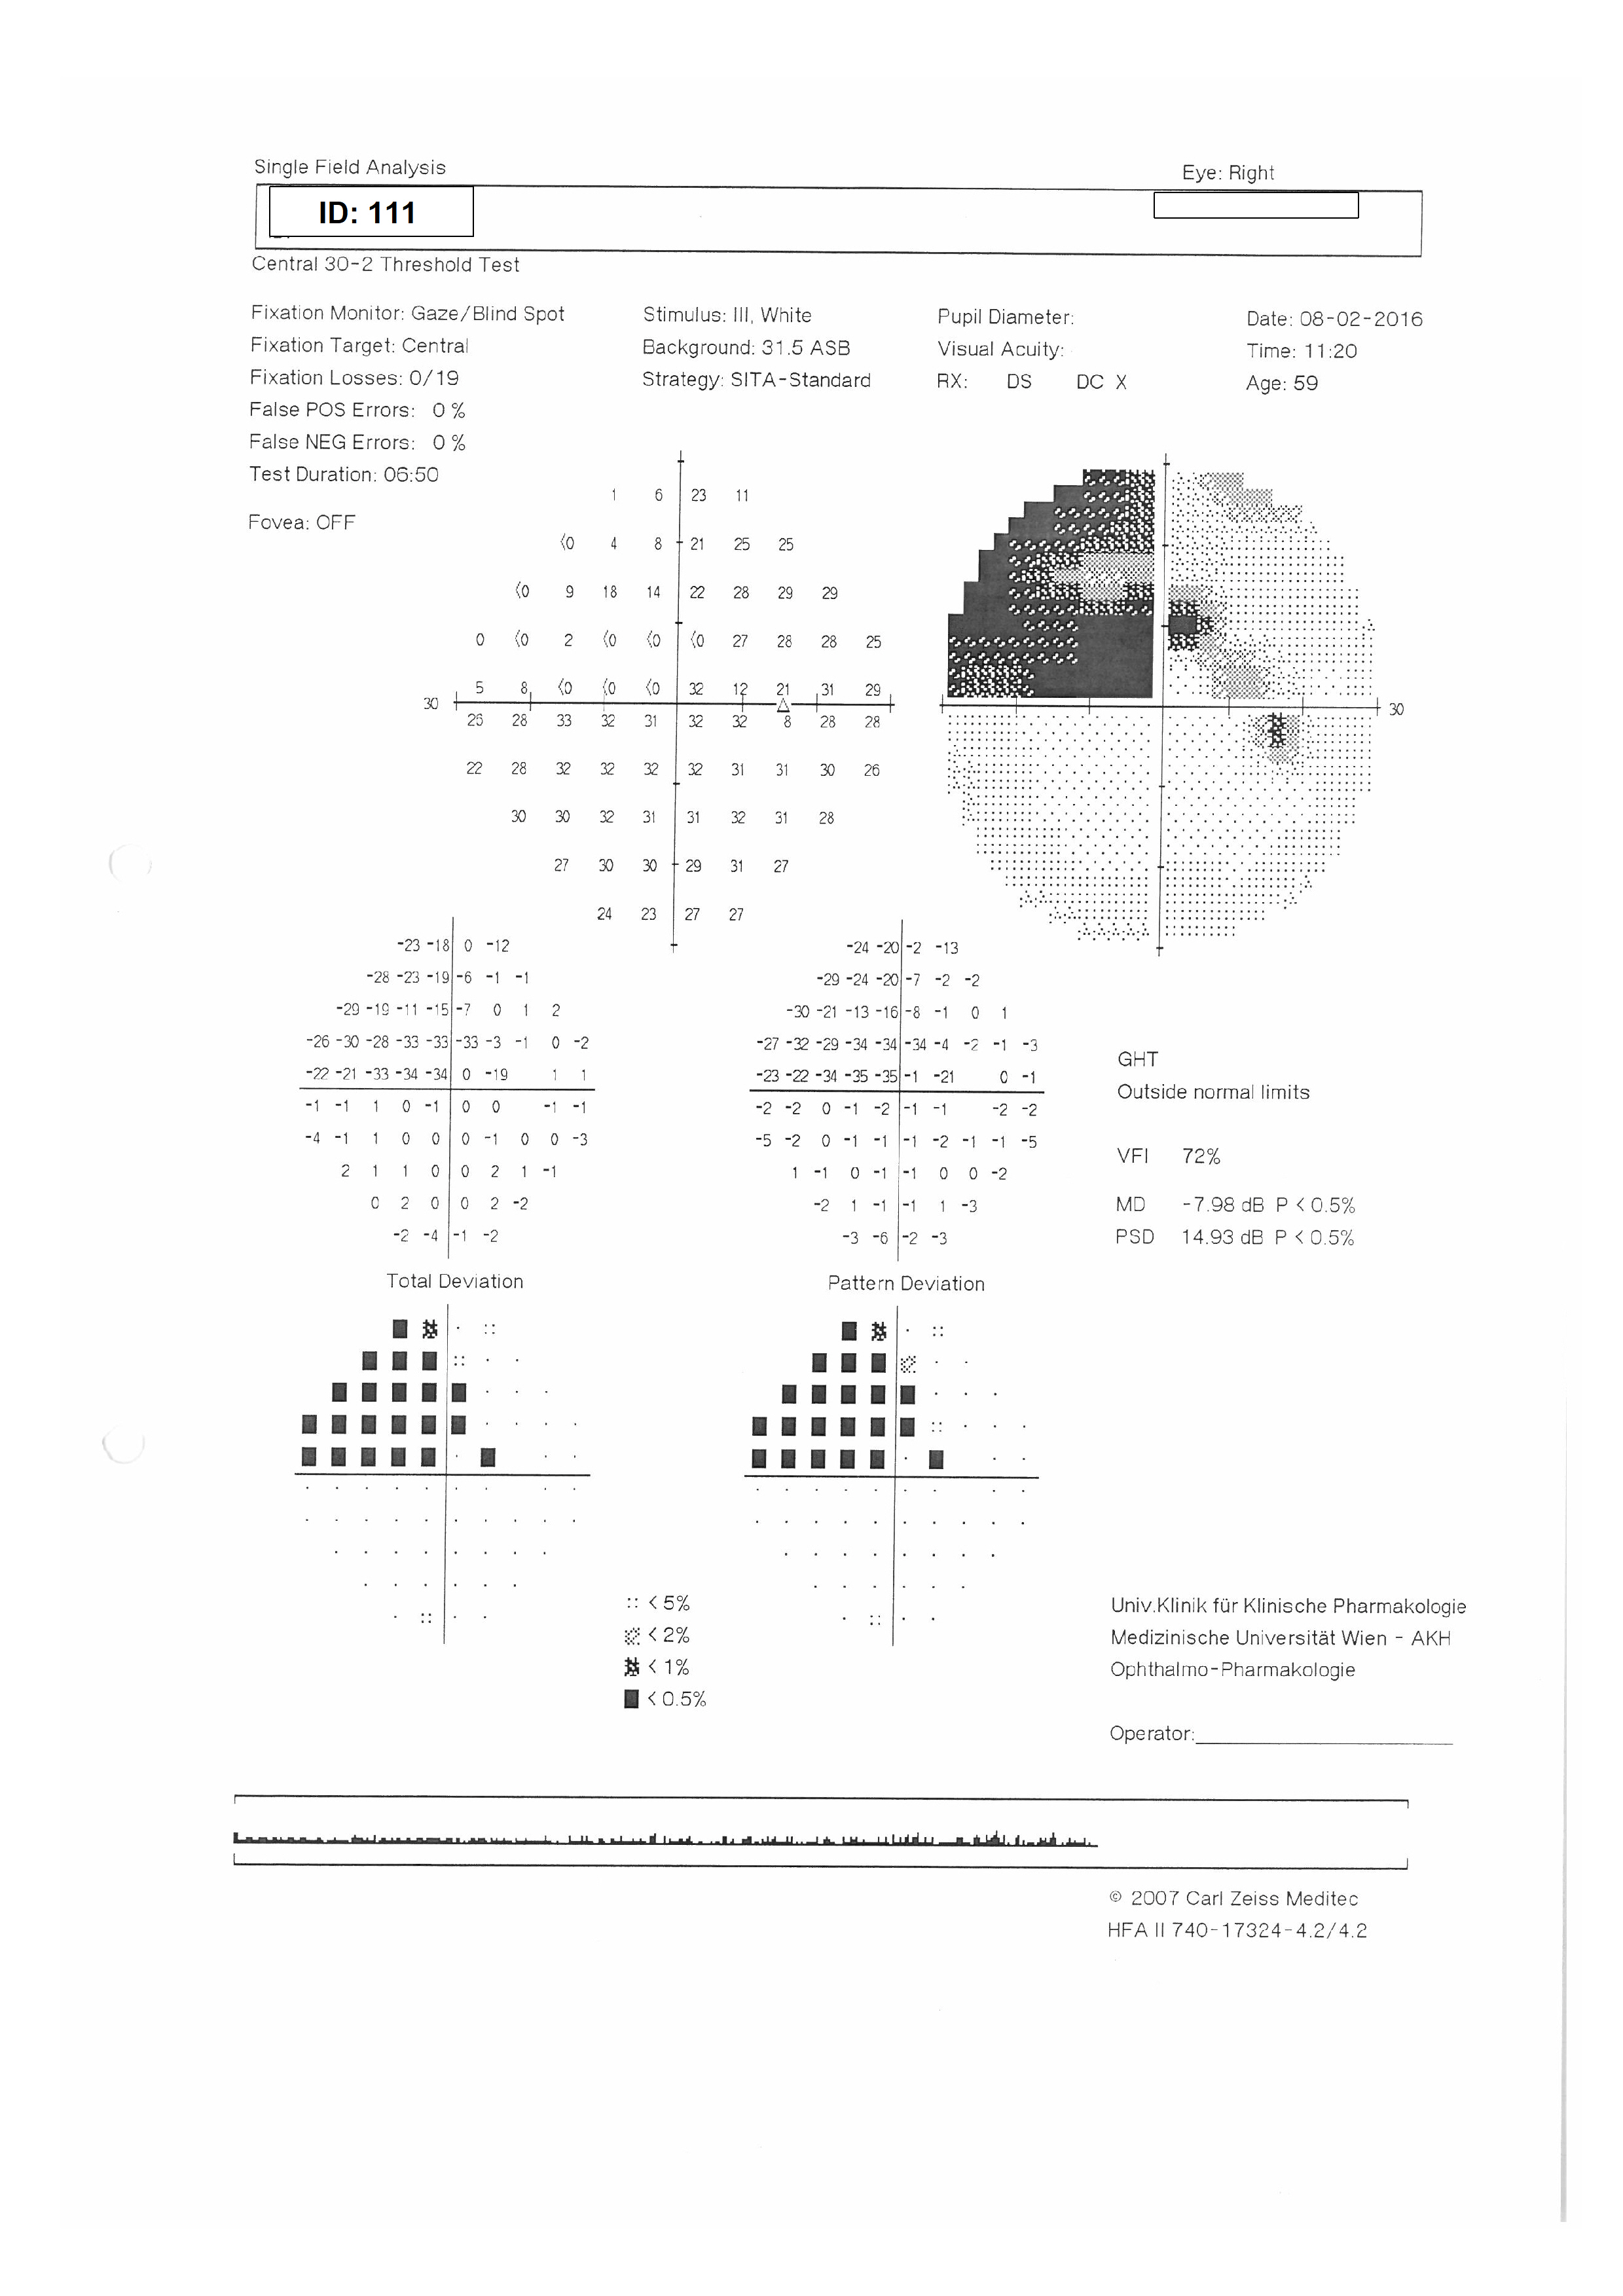 Single Field Analysis
Eye: Right
ID: 111
Central 30-2 Threshold Test
Fixation Monitor: Gaze/Blind Spot
Fixation Target: Central
Fixation Losses: 0/19
False POS Errors: 0 %
False NEG Errors: 0 %
Test Duration: 06:50
Fovea: OFF
Stimulus: III, White
Background: 31.5 ASB
Strategy: SITA-Standard
Pupil Diameter:
Visual Acuity:
RX: DS DC X
Date: 08-02-2016
Time: 11:20
Age: 59
1 6 23 11
<0 4 8 21 25 25
<0 9 18 14 22 28 29 29
0 <0 2 <0 <0 <0 27 28 28 25
5 8 <0 <0 <0 32 12 21 31 29
30
30
28 33 32 31 32 32 8 28 28
22 28 32 32 32 32 31 31 30 26
30 30 32 31 31 32 31 28
27 30 30 29 31 27
24 23 27 27
-23 -18 0 -12
-28 -23 -19 -6 -1 -1
-29 -19 -11 -15 -7 0 1 2
-26 -30 -28 -33 -33 -33 -3 -1 0 -2
-22 -21 -33 -34 -34 0 -19 1 1
-1 -1 1 0 -1 0 0 -1 -1
-4 -1 1 0 0 0 -1 0 0 -3
2 1 1 0 0 2 1 -1
0 2 0 0 2 -2
-2 -4 -1 -2
Total Deviation
-24 -20 -2 -13
-29 -24 -20 -7 -2 -2
-30 -21 -13 -16 -8 -1 0 1
-27 -32 -29 -34 -34 -34 -4 -2 -1 -3
-23 -22 -34 -35 -35 -1 -21 0 -1
-2 -2 0 -1 -2 -1 -1 -2 -2
-5 -2 0 -1 -1 -1 -2 -1 -1 -5
1 -1 0 -1 -1 0 0 -2
-2 1 -1 -1 1 -3
-3 -6 -2 -3
Pattern Deviation
GHT
Outside normal limits
VFI 72%
MD -7.98 dB P < 0.5%
PSD 14.93 dB P < 0.5%
< 5%
< 2%
< 1%
< 0.5%
Univ.Klinik für Klinische Pharmakologie
Medizinische Universität Wien - AKH
Ophthalmo-Pharmakologie
Operator:
© 2007 Carl Zeiss Meditec
HFA II 740-17324-4.2/4.2